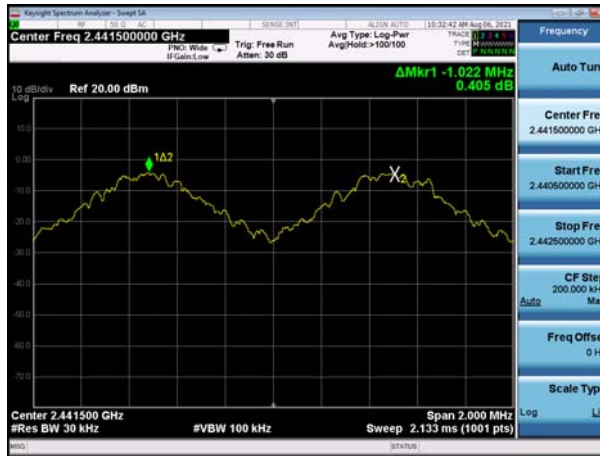 Keysight Spectrum Analyzer - Swept SA
RF 50 Ω AC SENSE:INT ALIGN AUTO 10:32:42 AM Aug 06, 2021
Center Freq 2.441500000 GHz
PNO: Wide
IFGain:Low
Trig: Free Run
Atten: 30 dB
Avg Type: Log-Pwr
Avg|Hold:>100/100
TRACE 1 2 3 4 5 6
TYPE M WWWWW
DET P N N N N N
Frequency
ΔMkr1 -1.022 MHz
0.405 dB
10 dB/div Ref 20.00 dBm
Log
10.0
0.00
-10.0
-20.0
-30.0
-40.0
-50.0
-60.0
-70.0
1Δ2
X2
Auto Tun
Center Fre
2.441500000 GH
Start Fre
2.440500000 GH
Stop Fre
2.442500000 GH
CF Ste
200.000 kH
Auto Ma
Freq Offse
0 H
Scale Typ
Log Li
Center 2.441500 GHz Span 2.000 MHz
#Res BW 30 kHz #VBW 100 kHz Sweep 2.133 ms (1001 pts)
MSG STATUS